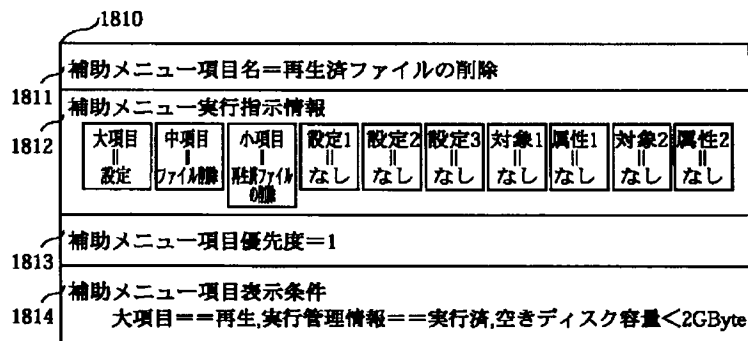 1810
補助メニュー項目名＝再生済ファイルの削除
1811
補助メニュー実行指示情報
1812
大項目 中項目 小項目 設定1 設定2 設定3 対象1 属性1 対象2 属性2
＝ ＝ ＝ ＝ ＝ ＝ ＝ ＝ ＝ ＝
設定 ファイル削除 再生済ファイル なし なし なし なし なし なし なし
の削除
補助メニュー項目優先度＝1
1813
補助メニュー項目表示条件
1814
大項目＝＝再生,実行管理情報＝＝実行済,空きディスク容量＜2GByte